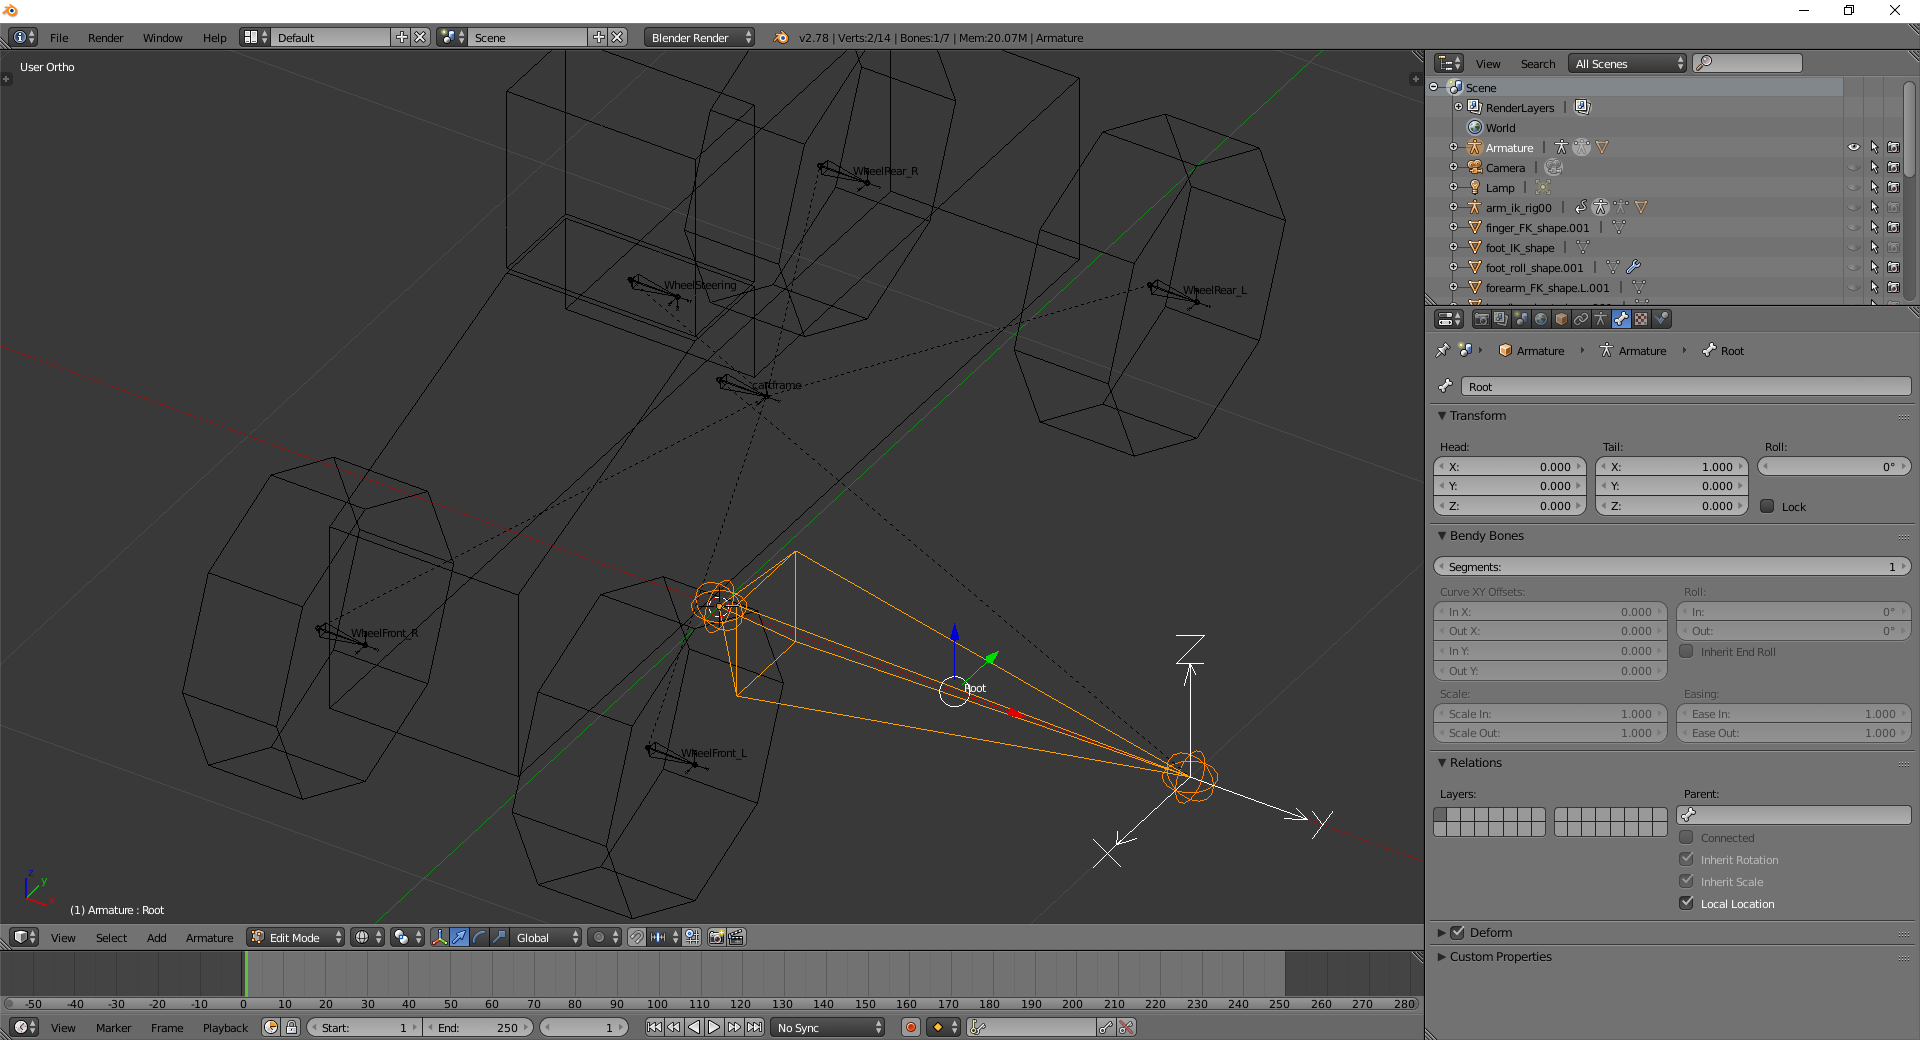 File Render Window Help Default Scene Blender Render v2.78 | Verts:2/14 | Bones:1/7 | Mem:20.07M | Armature
User Ortho
WheelRear_R
WheelSteering
WheelRear_L
carframe
WheelFront_R
Root
WheelFront_L
Z
Y
X
z
y
x
(1) Armature : Root
View Select Add Armature Edit Mode Global
-50 -40 -30 -20 -10 0 10 20 30 40 50 60 70 80 90 100 110 120 130 140 150 160 170 180 190 200 210 220 230 240 250 260 270 280
View Marker Frame Playback Start: 1 End: 250 1 No Sync
View Search All Scenes
Scene
RenderLayers
World
Armature
Camera
Lamp
arm_ik_rig00
finger_FK_shape.001
foot_IK_shape
foot_roll_shape.001
forearm_FK_shape.L.001
Armature Armature Root
Root
Transform
Head: Tail: Roll:
X: 0.000 X: 1.000 0°
Y: 0.000 Y: 0.000
Z: 0.000 Z: 0.000 Lock
Bendy Bones
Segments: 1
Curve XY Offsets: Roll:
In X: 0.000 In: 0°
Out X: 0.000 Out: 0°
In Y: 0.000 Inherit End Roll
Out Y: 0.000
Scale: Easing:
Scale In: 1.000 Ease In: 1.000
Scale Out: 1.000 Ease Out: 1.000
Relations
Layers: Parent:
Connected
Inherit Rotation
Inherit Scale
Local Location
Deform
Custom Properties